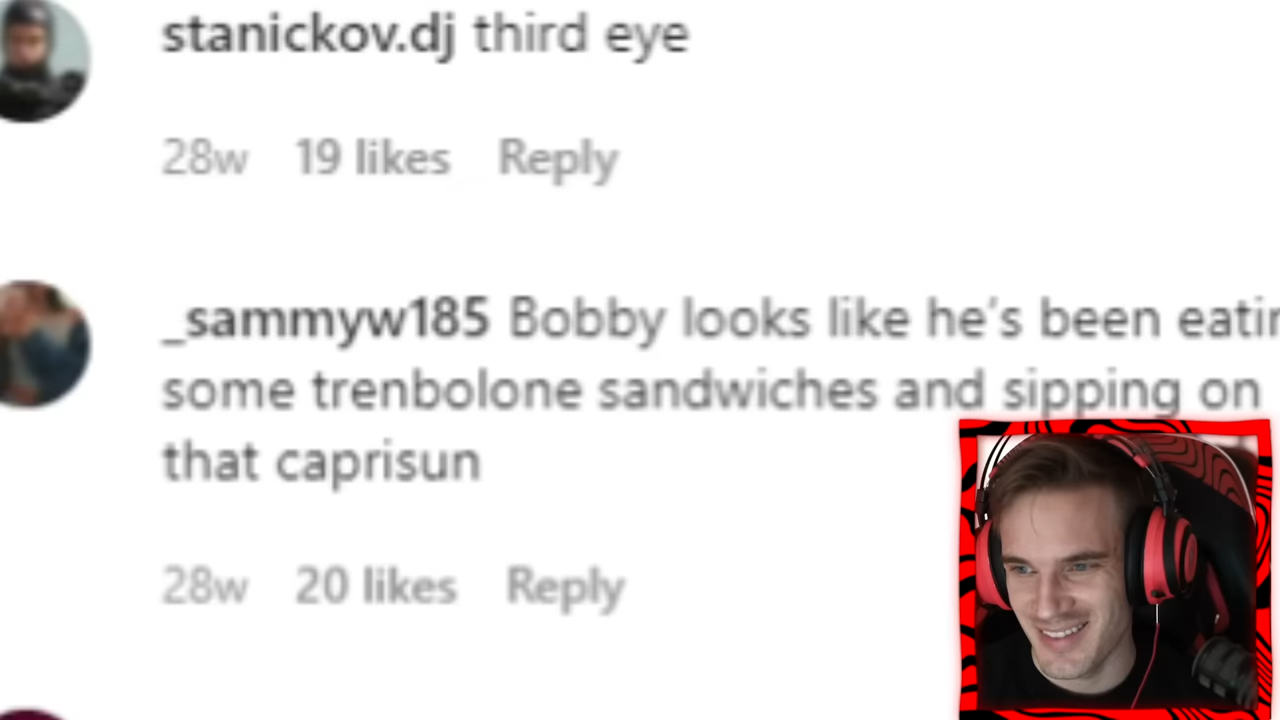 stanickov.dj third eye
28w 19 likes Reply
_sammyw185 Bobby looks like he's been
some trenbolone sandwiches and sipping on
that caprisun
28w 20 likes Reply